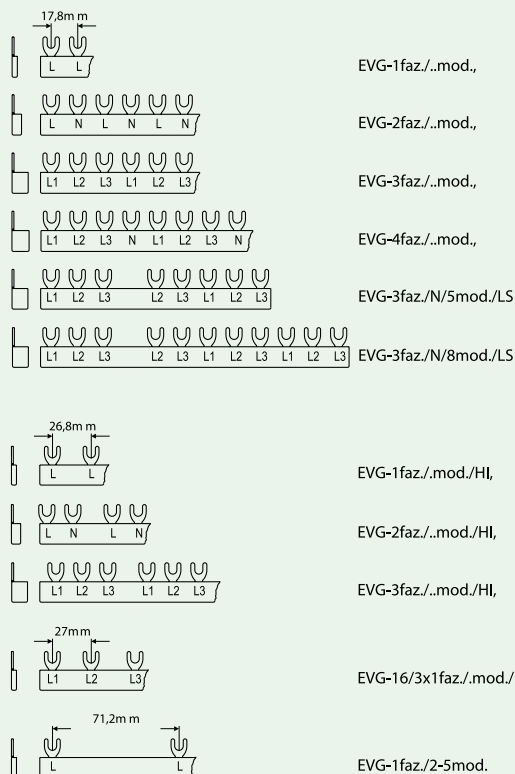 17,8m m
L L EVG-1faz./..mod.,
L N L N L N EVG-2faz./..mod.,
L1 L2 L3 L1 L2 L3 EVG-3faz./..mod.,
L1 L2 L3 N L1 L2 L3 N EVG-4faz./..mod.,
L1 L2 L3 L2 L3 L1 L2 L3 EVG-3faz./N/5mod./LS
L1 L2 L3 L2 L3 L1 L2 L3 L1 L2 L3 EVG-3faz./N/8mod./LS
26,8m m
L L EVG-1faz./.mod./HI,
L N L N EVG-2faz./..mod./HI,
L1 L2 L3 L1 L2 L3 EVG-3faz./..mod./HI,
27m m
L1 L2 L3 EVG-16/3x1faz./.mod./
71,2m m
L L EVG-1faz./2-5mod.